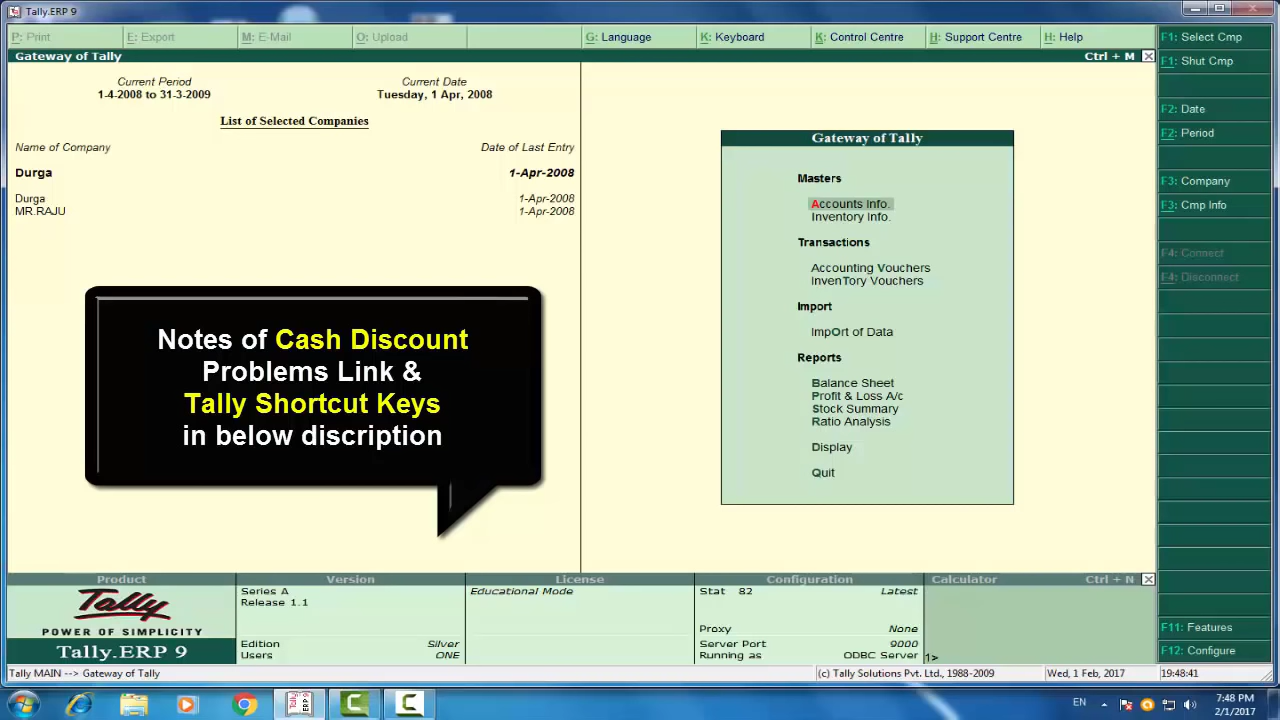 Tally.ERP 9
P: Print
E: Export
M: E-Mail
O: Upload
G: Language
K: Keyboard
K: Control Centre
H: Support Centre
H: Help
Gateway of Tally
Ctrl + M
Current Period
1-4-2008 to 31-3-2009
Current Date
Tuesday, 1 Apr, 2008
List of Selected Companies
Name of Company
Date of Last Entry
Durga
1-Apr-2008
Durga
1-Apr-2008
MR.RAJU
1-Apr-2008
Notes of Cash Discount
Problems Link &
Tally Shortcut Keys
in below discription
Gateway of Tally
Masters
Accounts Info.
Inventory Info.
Transactions
Accounting Vouchers
InvenTory Vouchers
Import
ImpOrt of Data
Reports
Balance Sheet
Profit & Loss A/c
Stock Summary
Ratio Analysis
Display
Quit
F1: Select Cmp
F1: Shut Cmp
F2: Date
F2: Period
F3: Company
F3: Cmp Info
F4: Connect
F4: Disconnect
F11: Features
F12: Configure
Product
Tally
POWER OF SIMPLICITY
Tally.ERP 9
Version
Series A
Release 1.1
Edition Silver
Users ONE
License
Educational Mode
Configuration
Stat 82 Latest
Proxy None
Server Port 9000
Running as ODBC Server
Calculator
Ctrl + N
1>
Tally MAIN --> Gateway of Tally
(c) Tally Solutions Pvt. Ltd., 1988-2009
Wed, 1 Feb, 2017
19:48:41
EN
7:48 PM
2/1/2017